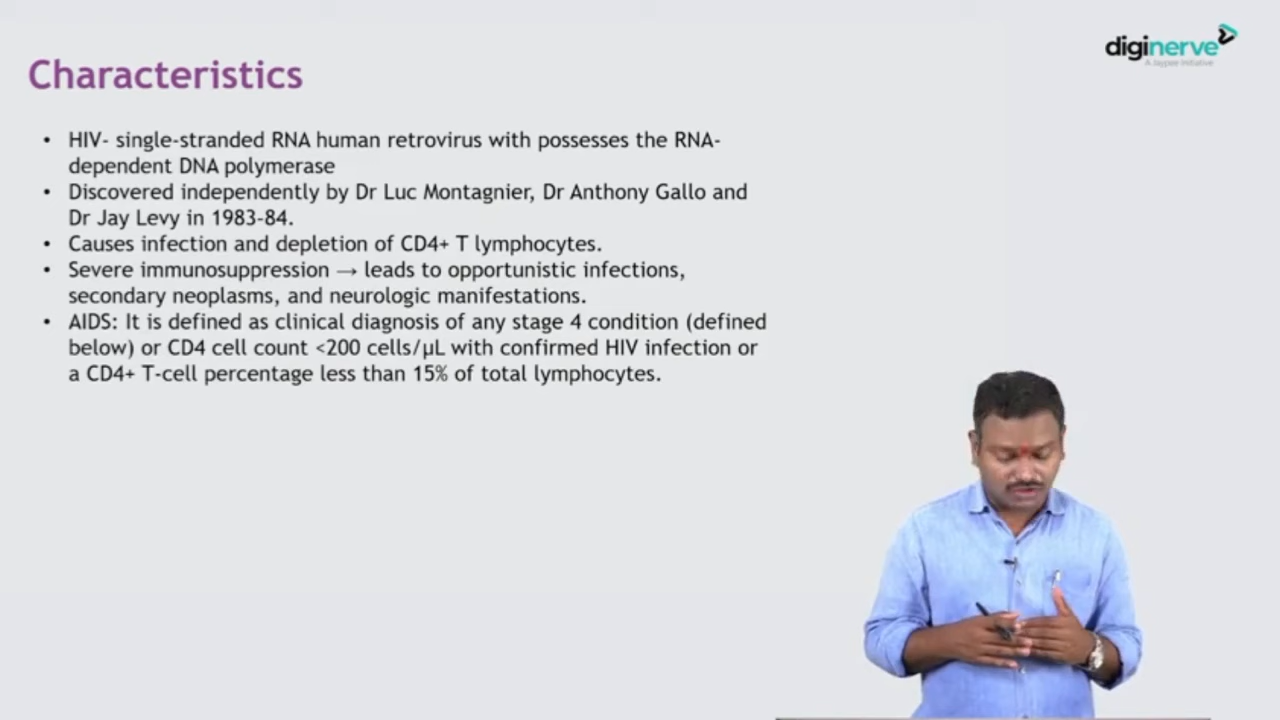 diginerve
A Jaypee Initiative
Characteristics
• HIV- single-stranded RNA human retrovirus with possesses the RNA-
dependent DNA polymerase
• Discovered independently by Dr Luc Montagnier, Dr Anthony Gallo and
Dr Jay Levy in 1983-84.
• Causes infection and depletion of CD4+ T lymphocytes.
• Severe immunosuppression → leads to opportunistic infections,
secondary neoplasms, and neurologic manifestations.
• AIDS: It is defined as clinical diagnosis of any stage 4 condition (defined
below) or CD4 cell count <200 cells/µL with confirmed HIV infection or
a CD4+ T-cell percentage less than 15% of total lymphocytes.